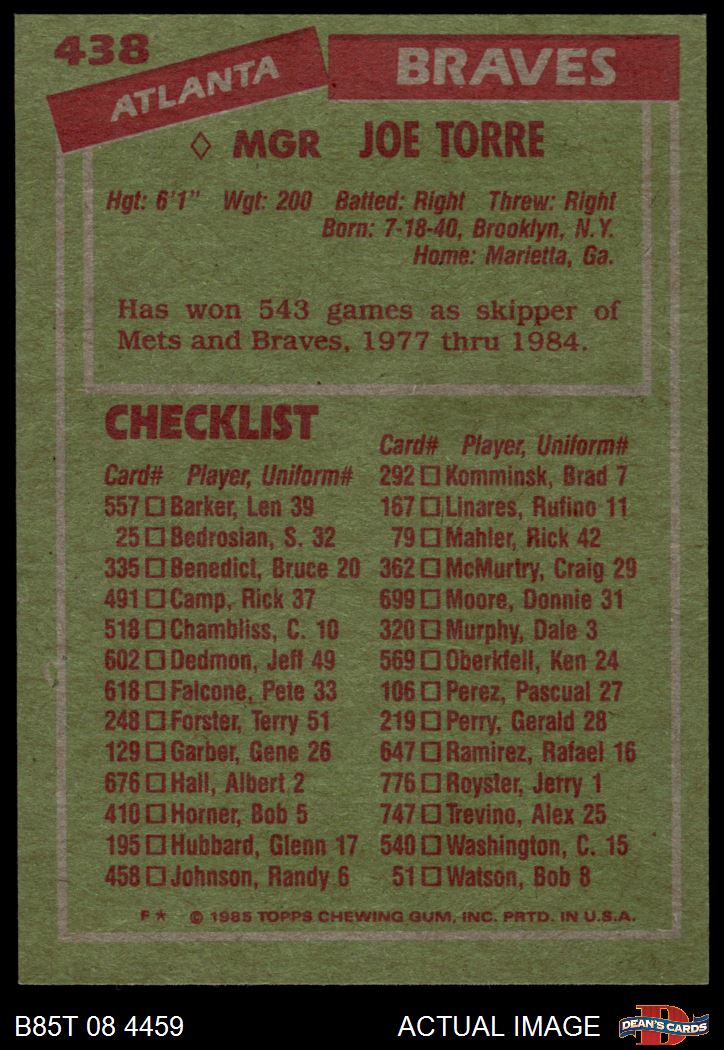 438
ATLANTA BRAVES
◊ MGR JOE TORRE
Hgt: 6'1" Wgt: 200 Batted: Right Threw: Right
Born: 7-18-40, Brooklyn, N.Y.
Home: Marietta, Ga.
Has won 543 games as skipper of
Mets and Braves, 1977 thru 1984.
CHECKLIST
Card# Player, Uniform#
557 □ Barker, Len 39
25 □ Bedrosian, S. 32
335 □ Benedict, Bruce 20
491 □ Camp, Rick 37
518 □ Chambliss, C. 10
602 □ Dedmon, Jeff 49
618 □ Falcone, Pete 33
248 □ Forster, Terry 51
129 □ Garber, Gene 26
676 □ Hall, Albert 2
410 □ Horner, Bob 5
195 □ Hubbard, Glenn 17
458 □ Johnson, Randy 6
Card# Player, Uniform#
292 □ Komminsk, Brad 7
167 □ Linares, Rufino 11
79 □ Mahler, Rick 42
362 □ McMurtry, Craig 29
699 □ Moore, Donnie 31
320 □ Murphy, Dale 3
569 □ Oberkfell, Ken 24
106 □ Perez, Pascual 27
219 □ Perry, Gerald 28
647 □ Ramirez, Rafael 16
776 □ Royster, Jerry 1
747 □ Trevino, Alex 25
540 □ Washington, C. 15
51 □ Watson, Bob 8
F* © 1985 TOPPS CHEWING GUM, INC. PRTD. IN U.S.A.
B85T 08 4459 ACTUAL IMAGE
D
DEAN'S CARDS